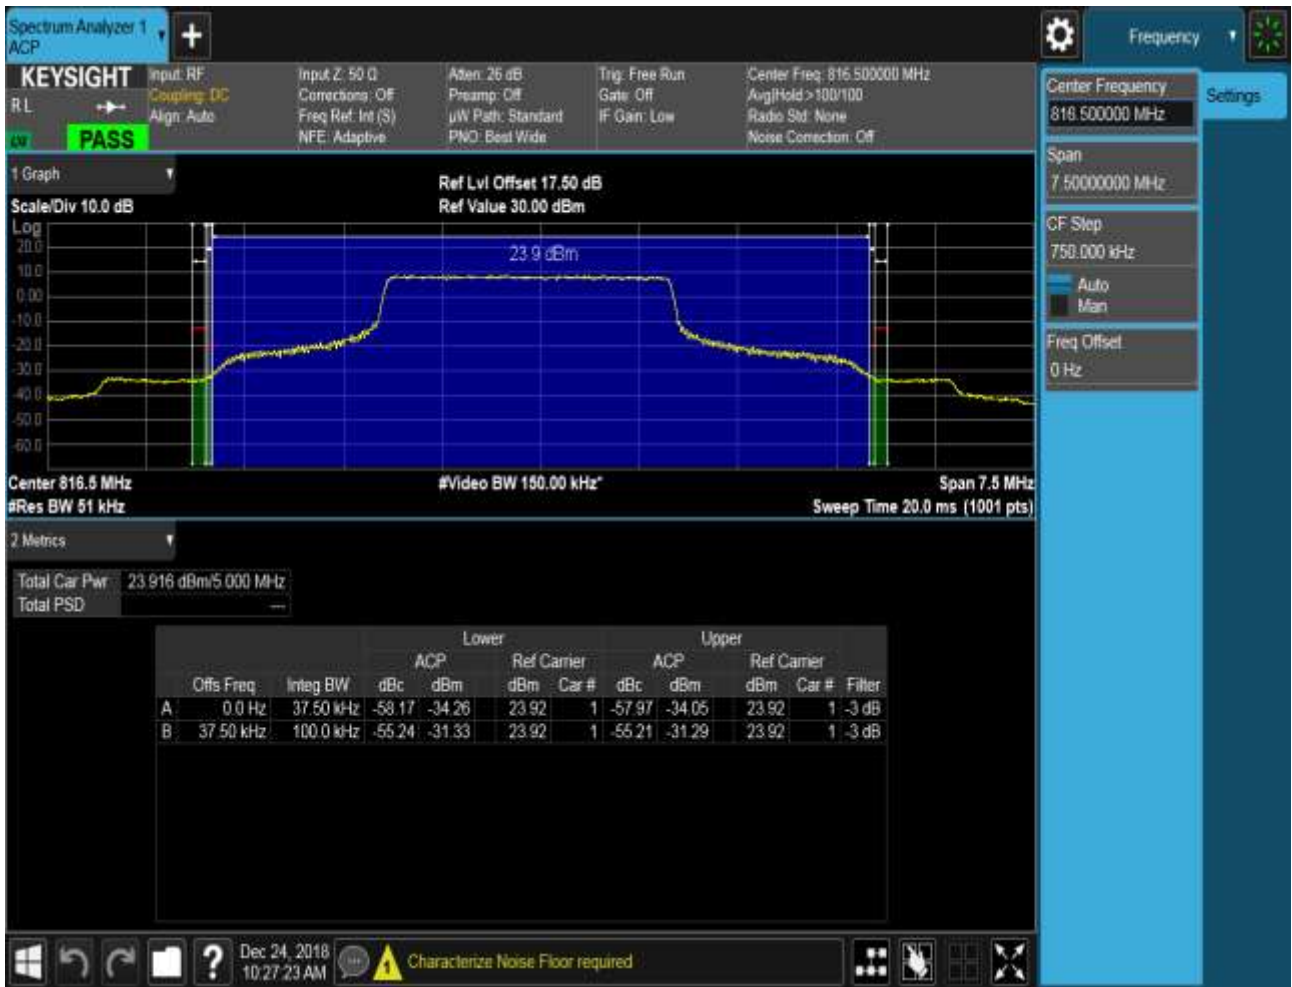 Spectrum Analyzer 1
ACP
Frequency
KEYSIGHT
R L
PASS
Input: RF
Coupling: DC
Align: Auto
Input Z: 50 Ω
Corrections: Off
Freq Ref: Int (S)
NFE: Adaptive
Atten: 26 dB
Preamp: Off
µW Path: Standard
PNO: Best Wide
Trig: Free Run
Gate: Off
IF Gain: Low
Center Freq: 816.500000 MHz
Avg|Hold:>100/100
Radio Std: None
Noise Correction: Off
Center Frequency
816.500000 MHz
Settings
Span
7.50000000 MHz
CF Step
750.000 kHz
Auto
Man
Freq Offset
0 Hz
1 Graph
Scale/Div 10.0 dB
Ref Lvl Offset 17.50 dB
Ref Value 30.00 dBm
Log
20.0
10.0
0.00
-10.0
-20.0
-30.0
-40.0
-50.0
-60.0
23.9 dBm
Center 816.5 MHz
#Video BW 150.00 kHz*
Span 7.5 MHz
#Res BW 51 kHz
Sweep Time 20.0 ms (1001 pts)
2 Metrics
Total Car Pwr 23.916 dBm/5.000 MHz
Total PSD ---
Lower Upper
ACP Ref Carrier ACP Ref Carrier
Offs Freq Integ BW dBc dBm dBm Car # dBc dBm dBm Car # Filter
A 0.0 Hz 37.50 kHz -58.17 -34.26 23.92 1 -57.97 -34.05 23.92 1 -3 dB
B 37.50 kHz 100.0 kHz -55.24 -31.33 23.92 1 -55.21 -31.29 23.92 1 -3 dB
Dec 24, 2018
10:27:23 AM
1
Characterize Noise Floor required